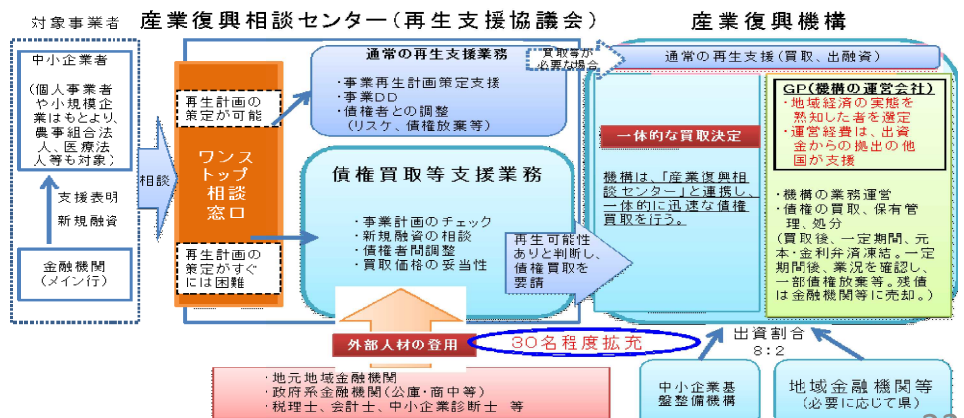 対象事業者
産業復興相談センター(再生支援協議会)
産業復興機構
中小企業者
(個人事業者
や小規模企
業はもとより、
農事組合法
人、医療法
人等も対象)
支援表明
新規融資
金融機関
(メイン行)
相談
再生計画の
策定が可能
ワンス
トップ
相談
窓口
再生計画の
策定がすぐ
には困難
通常の再生支援業務
・事業再生計画策定支援
・事業DD
・債権者との調整
(リスケ、債権放棄等)
買取等が
必要な場合
債権買取等支援業務
・事業計画のチェック
・新規融資の相談
・債権者間調整
・買取価格の妥当性
再生可能性
ありと判断し、
債権買取を
要請
外部人材の登用
30名程度拡充
・地元地域金融機関
・政府系金融機関(公庫・商中等)
・税理士、会計士、中小企業診断士 等
通常の再生支援(買取、出融資)
一体的な買取決定
機構は、「産業復興相
談センター」と連携し、
一体的に迅速な債権
買取を行う。
GP(機構の運営会社)
・地域経済の実態を
熟知した者を選定
・運営経費は、出資
金からの拠出の他
国が支援
・機構の業務運営
・債権の買取、保有管
理、処分
(買取後、一定期間、元
本・金利弁済凍結。一定
期間後、業況を確認し、
一部債権放棄等。残債
は金融機関等に売却。)
出資割合
8:2
中小企業基
盤整備機構
地域金融機関等
(必要に応じて県)